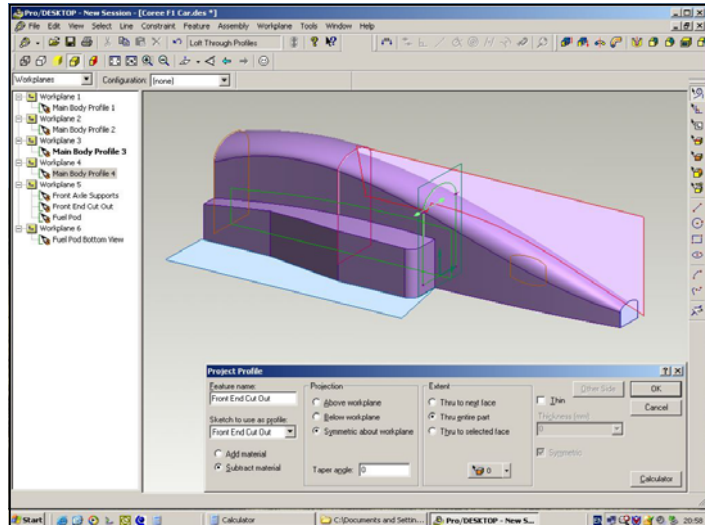 Pro/DESKTOP - New Session - [Coree F1 Car.des *]
File Edit View Select Line Constraint Feature Assembly Workplane Tools Window Help
Loft Through Profiles
Workplanes Configuration: (none)
Workplane 1
Main Body Profile 1
Workplane 2
Main Body Profile 2
Workplane 3
Main Body Profile 3
Workplane 4
Main Body Profile 4
Workplane 5
Front Axle Supports
Front End Cut Out
Fuel Pod
Workplane 6
Fuel Pod Bottom View
Project Profile
Feature name:
Front End Cut Out
Sketch to use as profile:
Front End Cut Out
Add material
Subtract material
Projection
Above workplane
Below workplane
Symmetric about workplane
Taper angle: 0
Extent
Thru to next face
Thru entire part
Thru to selected face
0
Other Side
Thin
Thickness (mm)
0
Symmetric
OK
Cancel
Calculator
Start Calculator C:\Documents and Settin... Pro/DESKTOP - New S... 20:58